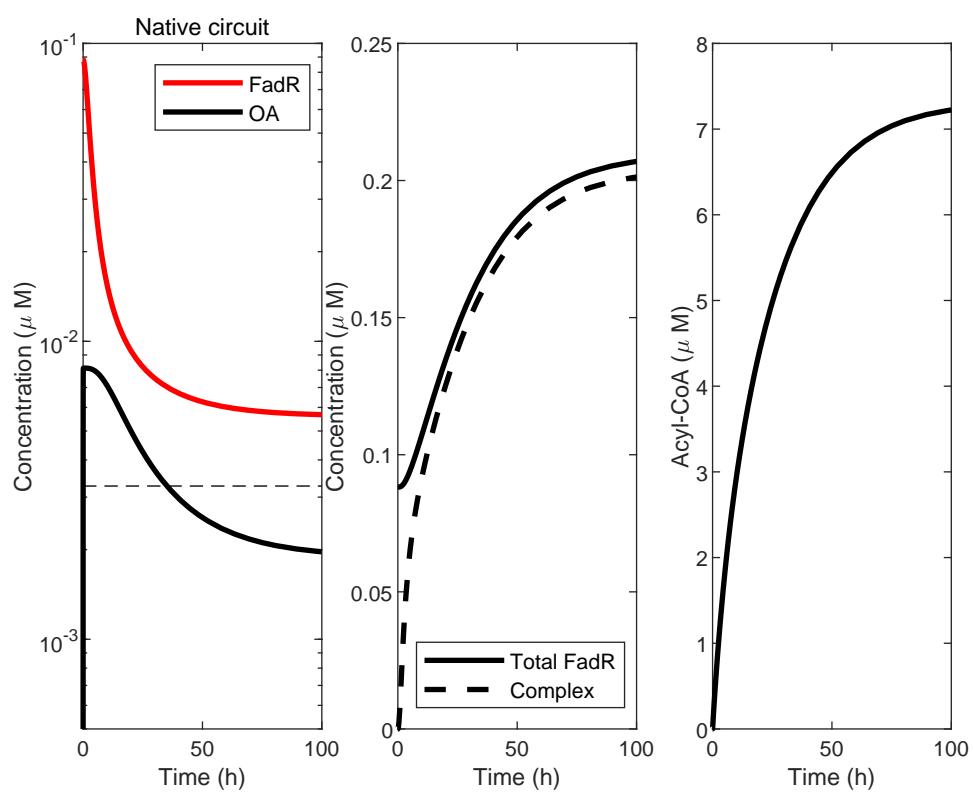 Native circuit
Concentration (μ M)
10⁻¹
10⁻²
10⁻³
FadR
OA
0
50
100
Time (h)
Concentration (μ M)
0.25
0.2
0.15
0.1
0.05
0
Total FadR
Complex
0
50
100
Time (h)
Acyl-CoA (μ M)
8
7
6
5
4
3
2
1
0
0
50
100
Time (h)